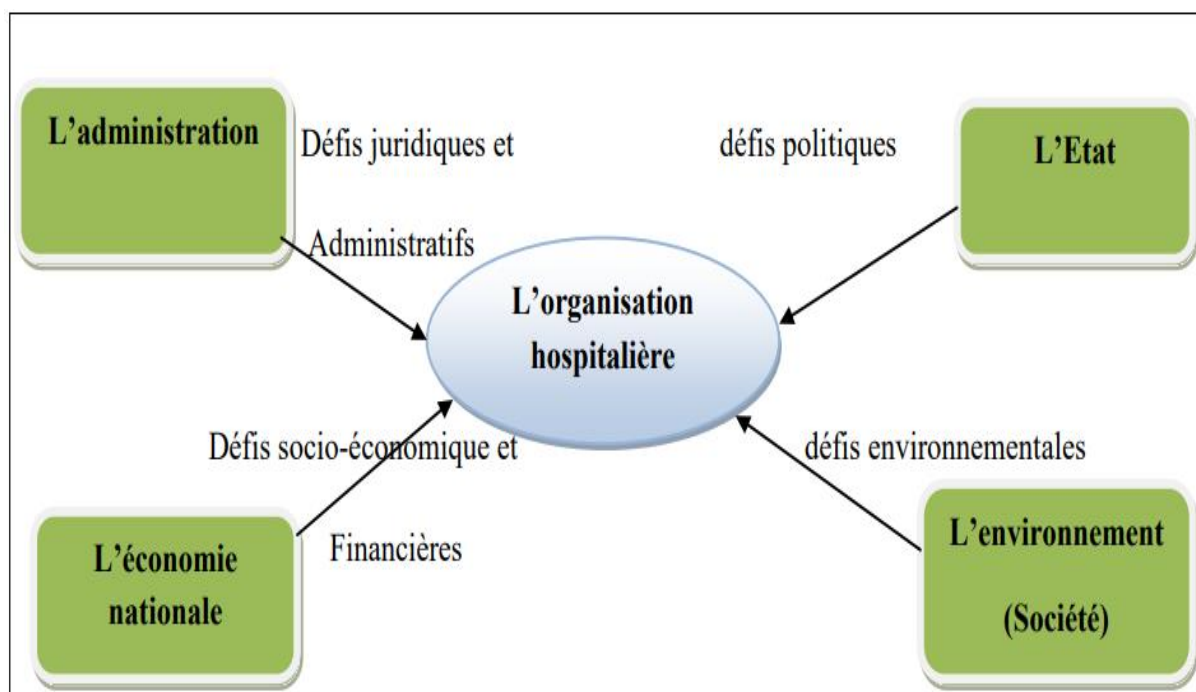 L'administration
Défis juridiques et
Administratifs
défis politiques
L'Etat
L'organisation
hospitalière
Défis socio-économique et
Financières
L'économie
nationale
défis environnementales
L'environnement
(Société)